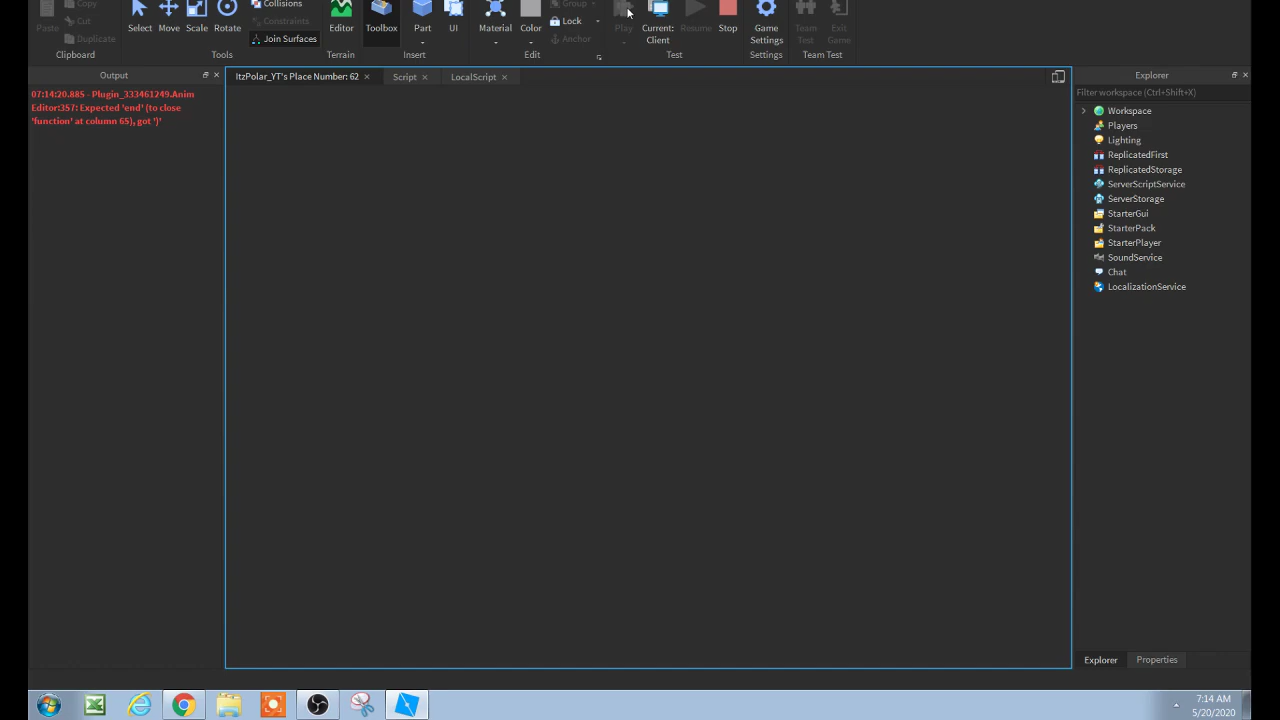 Copy
Collisions
Group
Paste
Cut
Select
Move
Scale
Rotate
Constraints
Editor
Toolbox
Part
UI
Material
Color
Lock
Play
Current:
Client
Resume
Stop
Game
Settings
Team
Test
Exit
Game
Duplicate
Join Surfaces
Anchor
Clipboard
Tools
Terrain
Insert
Edit
Test
Settings
Team Test
Output
ItzPolar_YT's Place Number: 62
Script
LocalScript
Explorer
07:14:20.885 - Plugin_333461249.Anim
Editor:357: Expected 'end' (to close
'function' at column 65), got ')'
Filter workspace (Ctrl+Shift+X)
Workspace
Players
Lighting
ReplicatedFirst
ReplicatedStorage
ServerScriptService
ServerStorage
StarterGui
StarterPack
StarterPlayer
SoundService
Chat
LocalizationService
Explorer
Properties
7:14 AM
5/20/2020